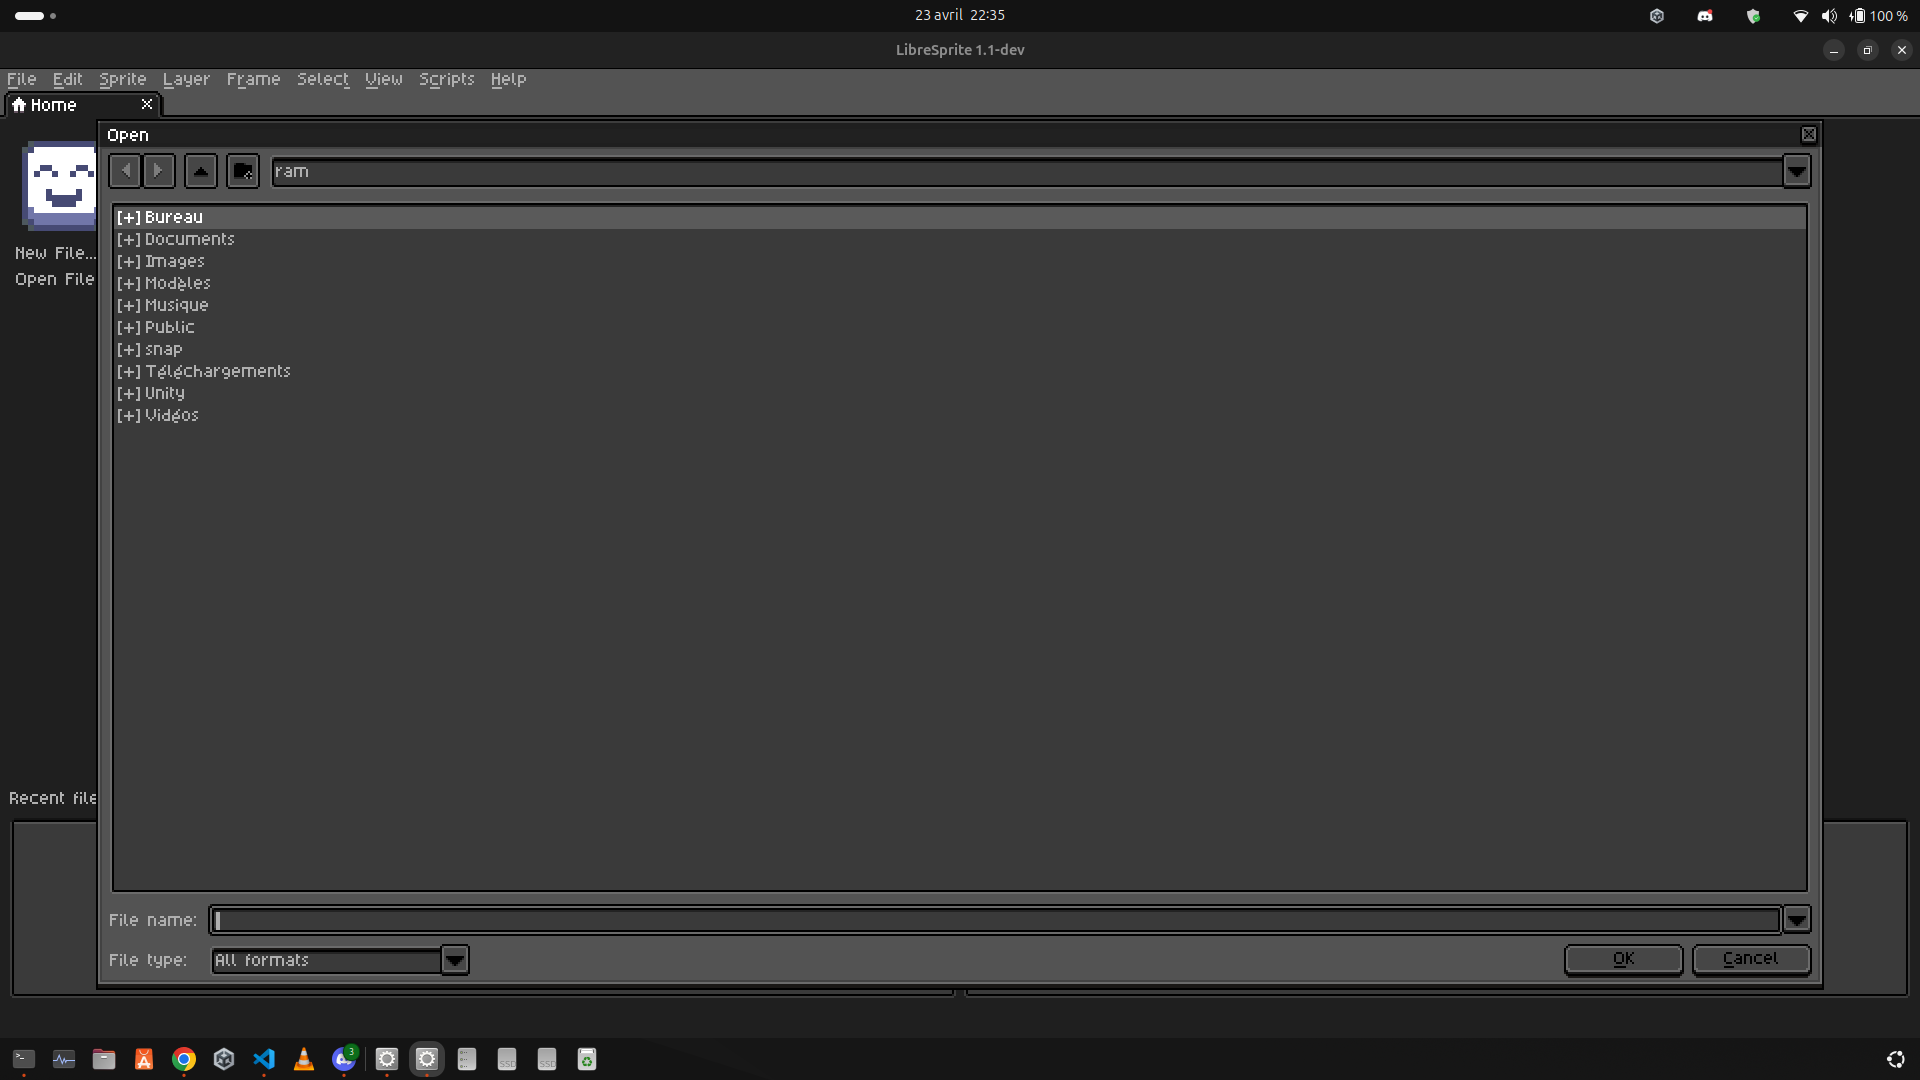 23 avril 22:35
100 %
LibreSprite 1.1-dev
File Edit Sprite Layer Frame Select View Scripts Help
Home
Open
ram
New File...
Open File
[+] Bureau
[+] Documents
[+] Images
[+] Modèles
[+] Musique
[+] Public
[+] snap
[+] Téléchargements
[+] Unity
[+] Vidéos
Recent file
File name:
File type: All formats
OK Cancel
3
SSD SSD